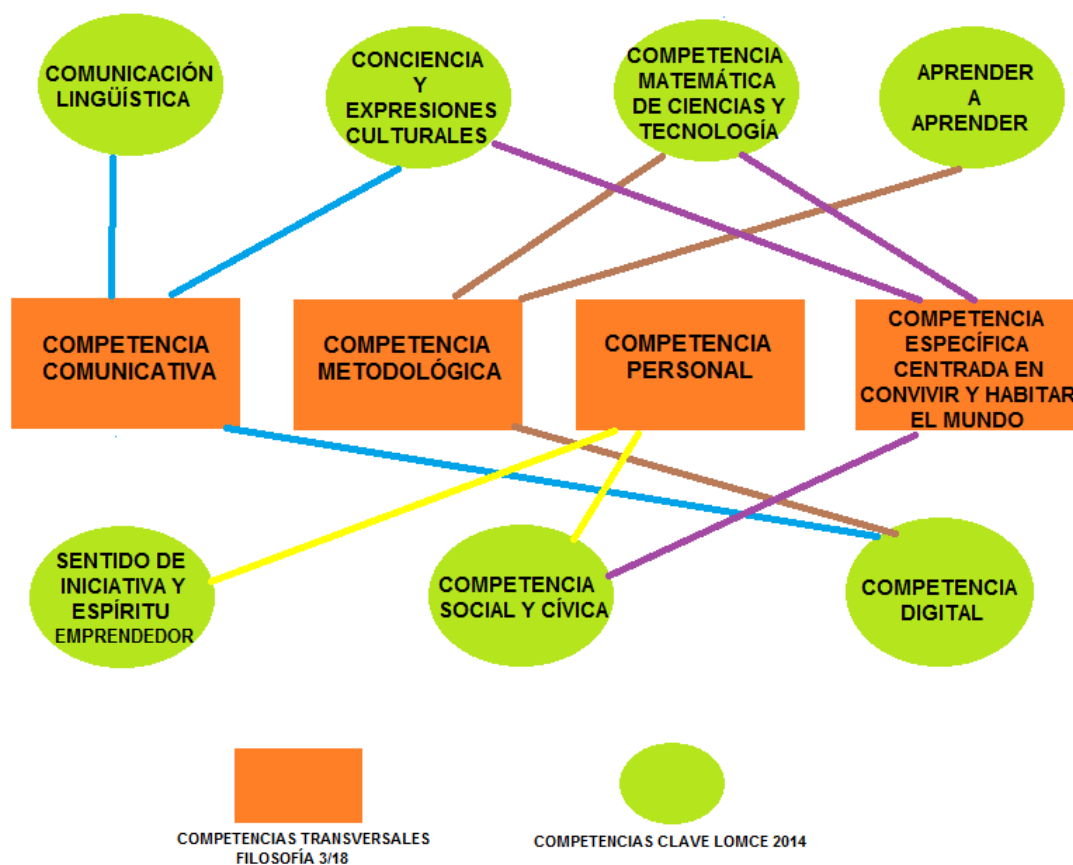 COMUNICACIÓN
LINGÜÍSTICA
CONCIENCIA
Y
EXPRESIONES
CULTURALES
COMPETENCIA
MATEMÁTICA
DE CIENCIAS Y
TECNOLOGÍA
APRENDER
A
APRENDER
COMPETENCIA
COMUNICATIVA
COMPETENCIA
METODOLÓGICA
COMPETENCIA
PERSONAL
COMPETENCIA
ESPECÍFICA
CENTRADA EN
CONVIVIR Y HABITAR
EL MUNDO
SENTIDO DE
INICIATIVA Y
ESPÍRITU
EMPRENDEDOR
COMPETENCIA
SOCIAL Y CÍVICA
COMPETENCIA
DIGITAL
COMPETENCIAS TRANSVERSALES
FILOSOFÍA 3/18
COMPETENCIAS CLAVE LOMCE 2014